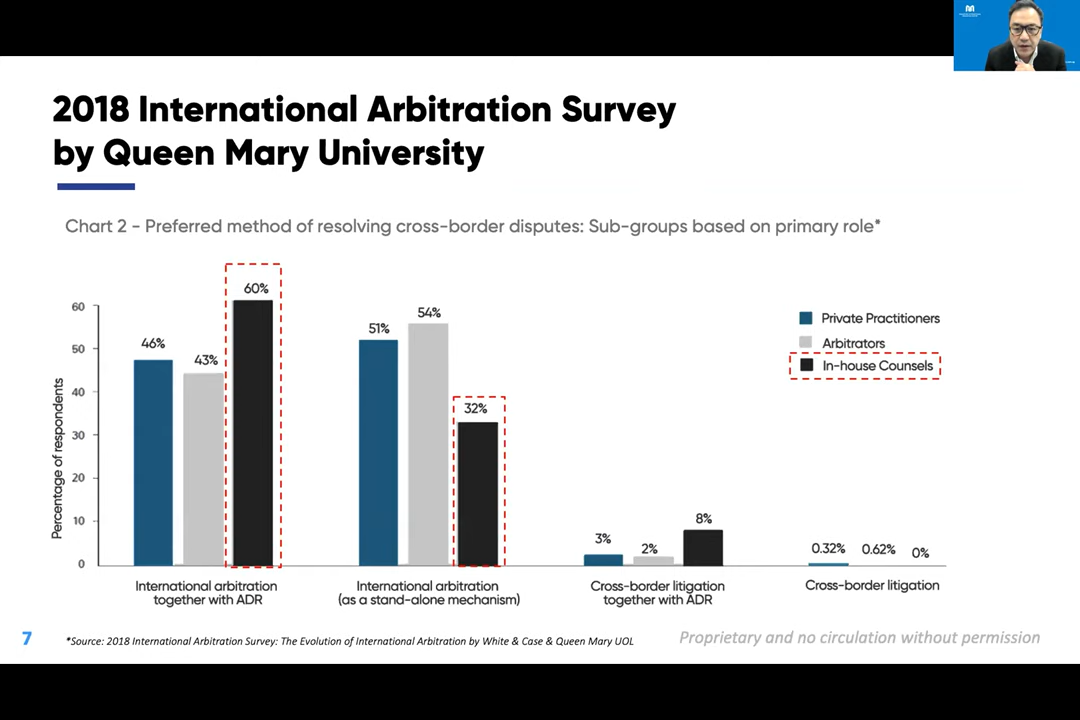 2018 International Arbitration Survey
by Queen Mary University
Chart 2 - Preferred method of resolving cross-border disputes: Sub-groups based on primary role*
Percentage of respondents
60
50
40
30
20
10
0
46%
43%
60%
51%
54%
32%
3%
2%
8%
0.32%
0.62%
0%
Private Practitioners
Arbitrators
In-house Counsels
International arbitration
together with ADR
International arbitration
(as a stand-alone mechanism)
Cross-border litigation
together with ADR
Cross-border litigation
7
*Source: 2018 International Arbitration Survey: The Evolution of International Arbitration by White & Case & Queen Mary UOL
Proprietary and no circulation without permission